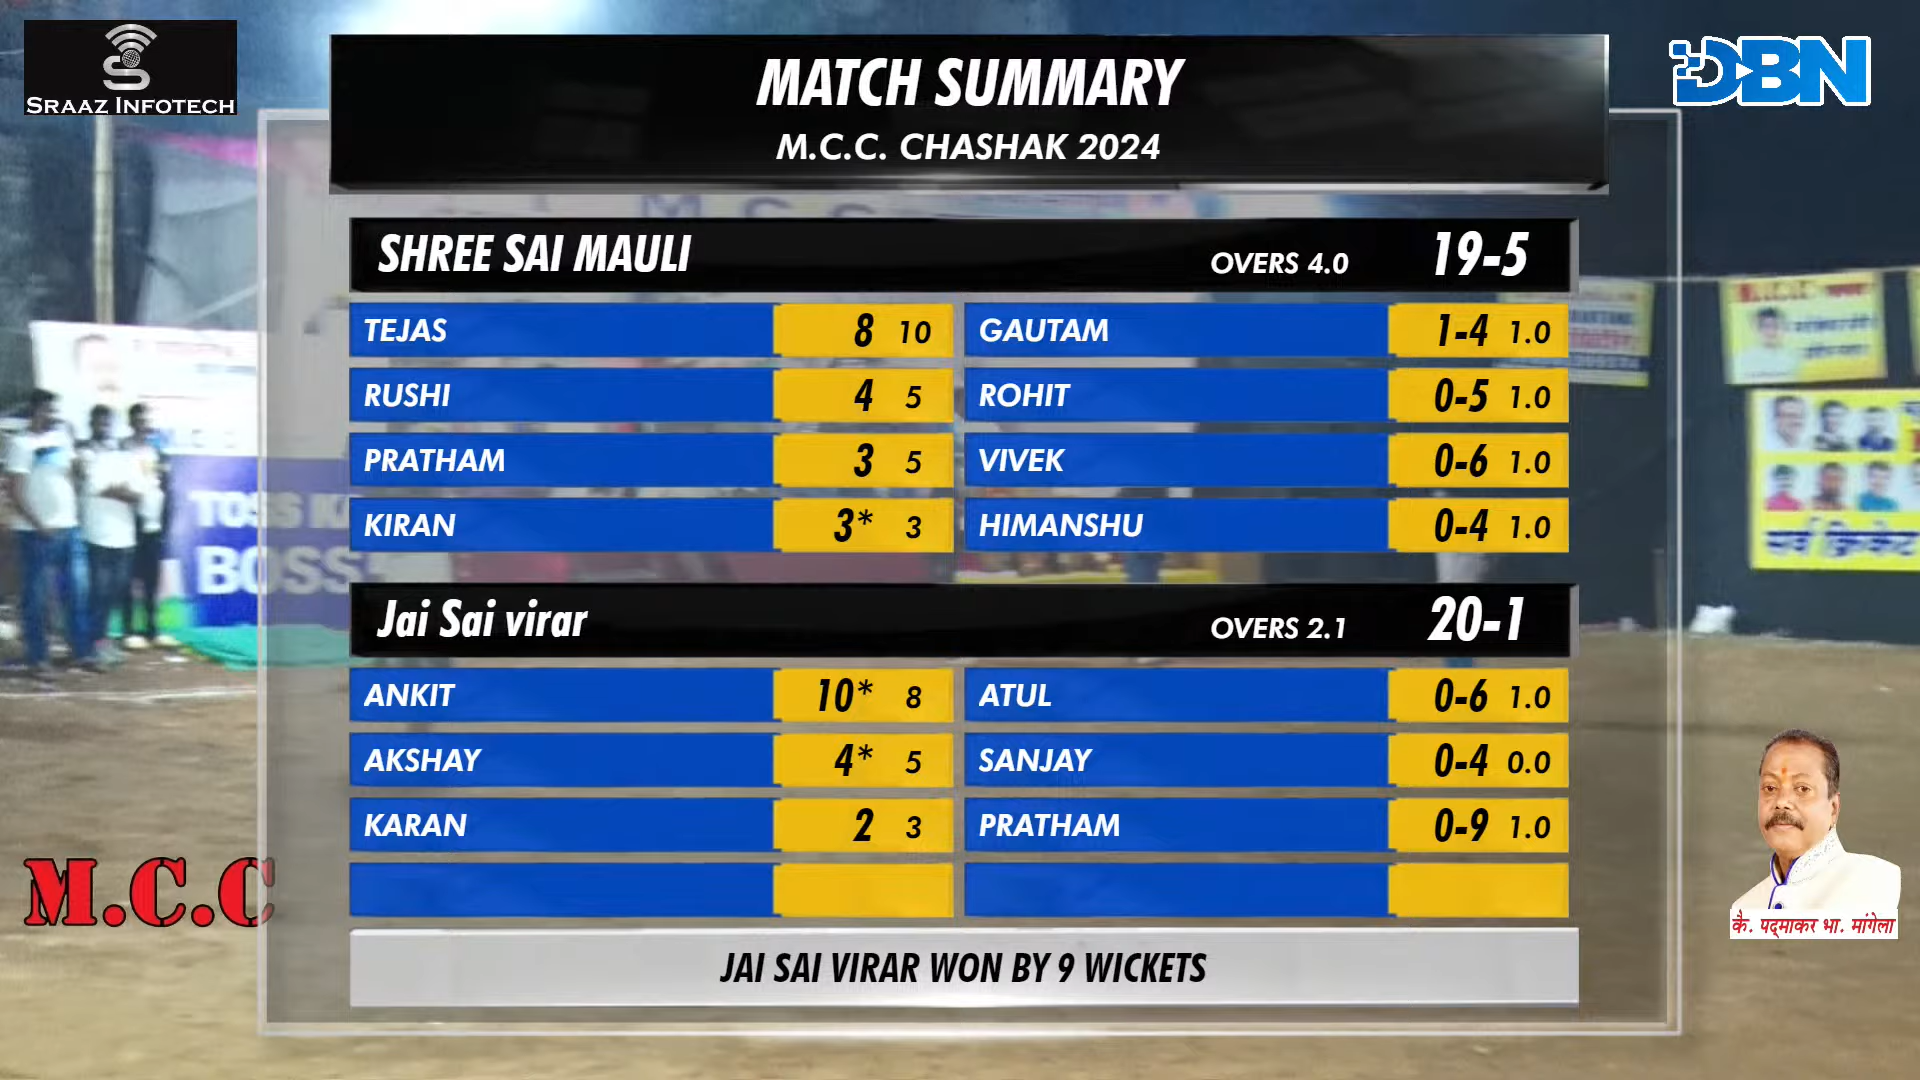 SRAAZ INFOTECH
DBN
MATCH SUMMARY
M.C.C. CHASHAK 2024
SHREE SAI MAULI OVERS 4.0 19-5
TEJAS 8 10 GAUTAM 1-4 1.0
RUSHI 4 5 ROHIT 0-5 1.0
PRATHAM 3 5 VIVEK 0-6 1.0
KIRAN 3* 3 HIMANSHU 0-4 1.0
TOSS
BOSS
Jai Sai virar OVERS 2.1 20-1
ANKIT 10* 8 ATUL 0-6 1.0
AKSHAY 4* 5 SANJAY 0-4 0.0
KARAN 2 3 PRATHAM 0-9 1.0
M.C.C
कै. पद्माकर भा. मांगेला
JAI SAI VIRAR WON BY 9 WICKETS